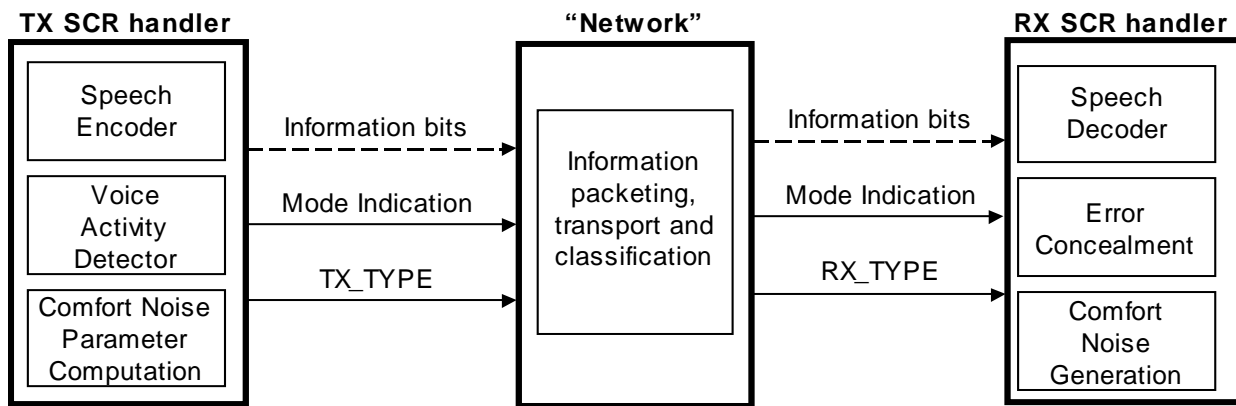 TX SCR handler
“Network”
RX SCR handler
Speech
Encoder
Voice
Activity
Detector
Comfort Noise
Parameter
Computation
Information bits
Mode Indication
TX_TYPE
Information
packeting,
transport and
classification
Information bits
Mode Indication
RX_TYPE
Speech
Decoder
Error
Concealment
Comfort
Noise
Generation